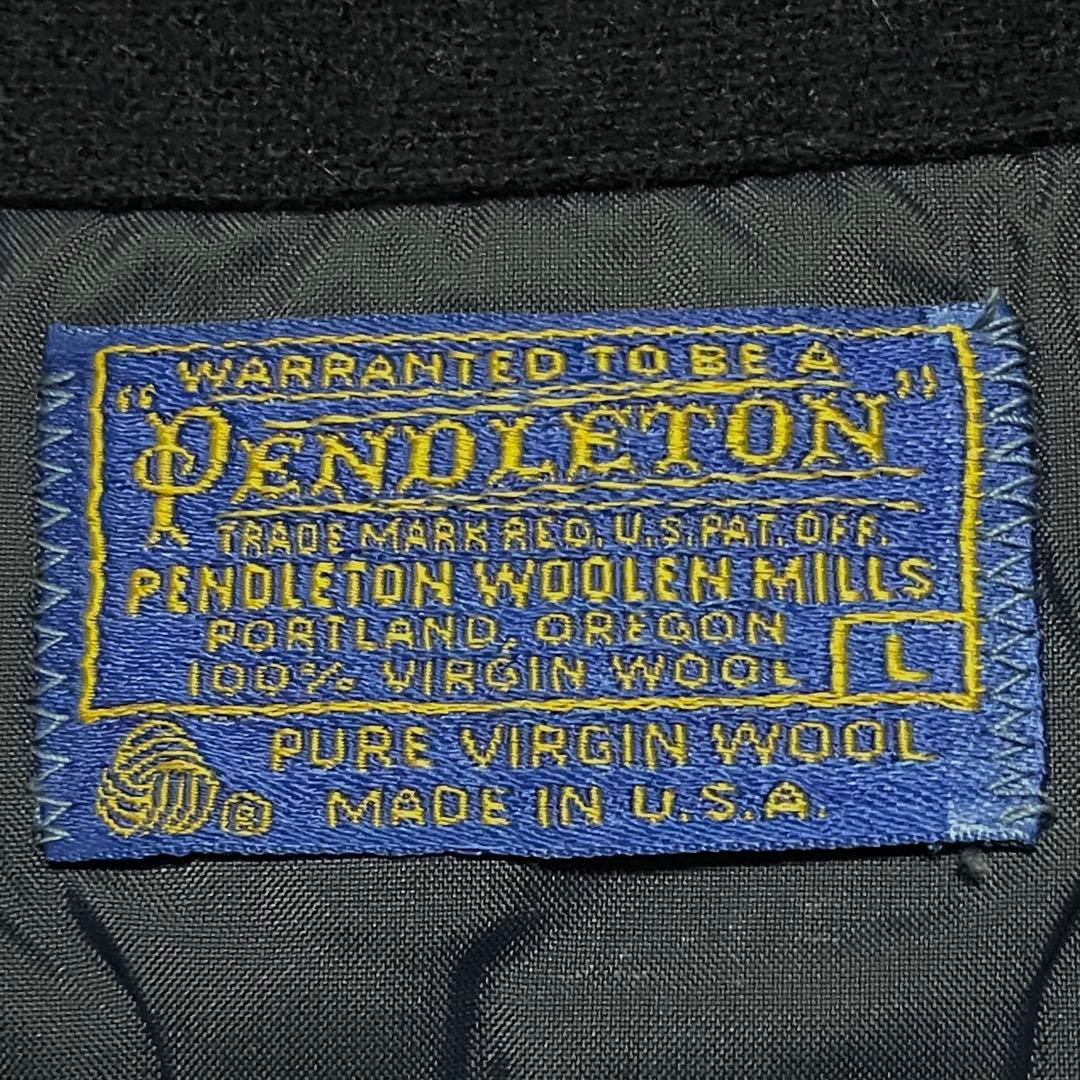 WARRANTED TO BE A
"PENDLETON"
TRADE MARK REG. U.S. PAT. OFF.
PENDLETON WOOLEN MILLS
PORTLAND, OREGON
100% VIRGIN WOOL L
PURE VIRGIN WOOL
® MADE IN U.S.A.